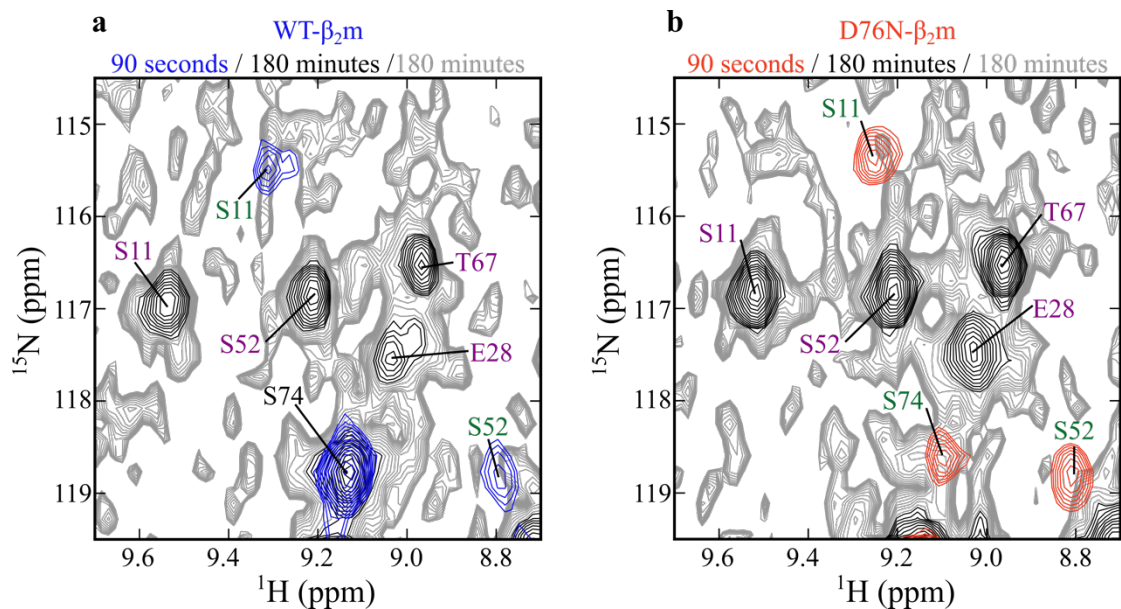 a
WT-β₂m
90 seconds / 180 minutes /180 minutes
115
116
117
118
119
¹⁵N (ppm)
S11
S11
S52
T67
E28
S74
S52
9.6
9.4
9.2
9.0
8.8
¹H (ppm)
b
D76N-β₂m
90 seconds / 180 minutes / 180 minutes
115
116
117
118
119
¹⁵N (ppm)
S11
S11
T67
S52
E28
S74
S52
9.6
9.4
9.2
9.0
8.8
¹H (ppm)